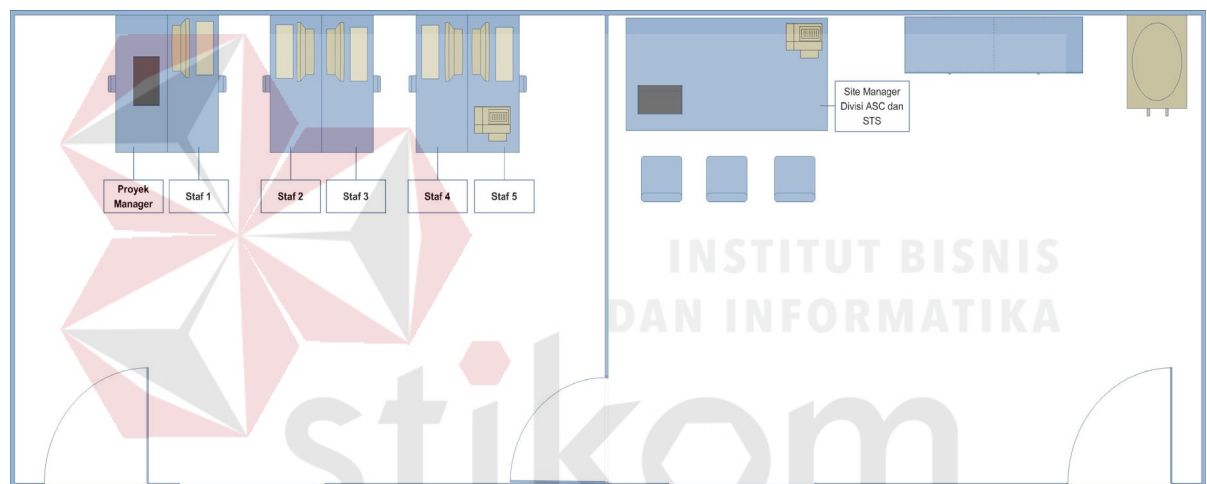 Site Manager
Divisi ASC dan
STS
Proyek
Manager
Staf 1
Staf 2
Staf 3
Staf 4
Staf 5
INSTITUT BISNIS
DAN INFORMATIKA
stikom